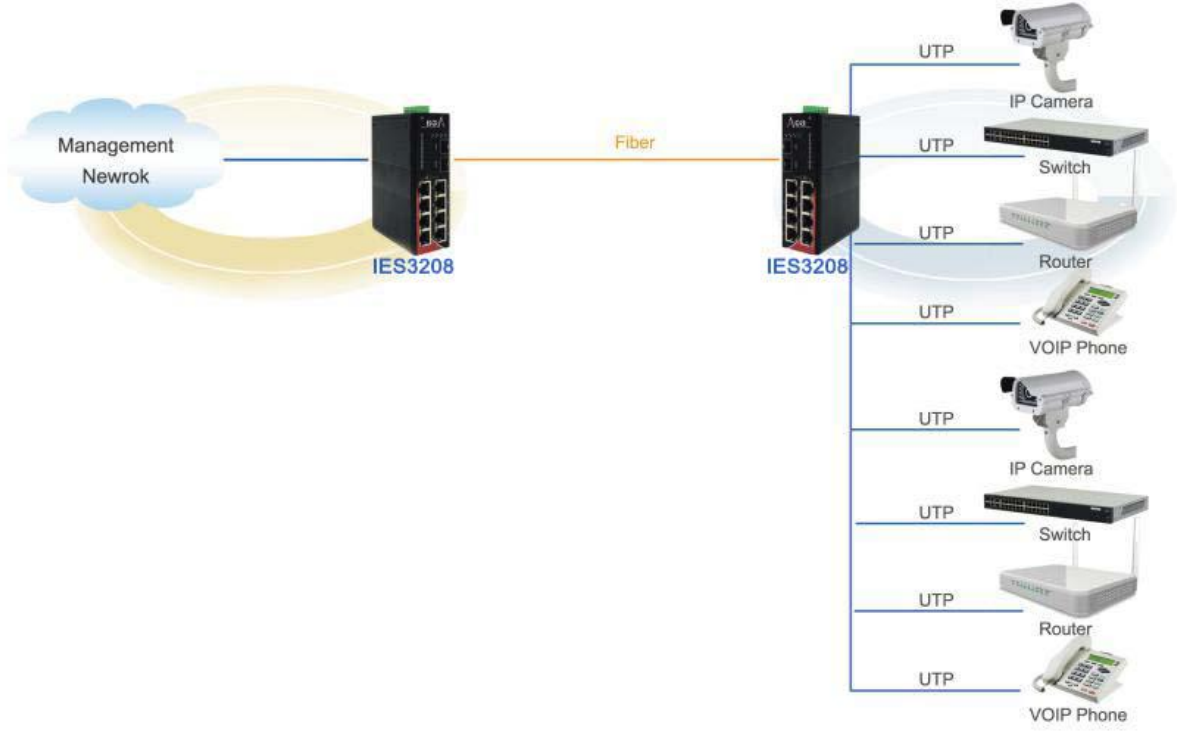 Management
Newrok
IES3208
Fiber
IES3208
UTP
IP Camera
UTP
Switch
UTP
Router
UTP
VOIP Phone
UTP
IP Camera
UTP
Switch
UTP
Router
UTP
VOIP Phone